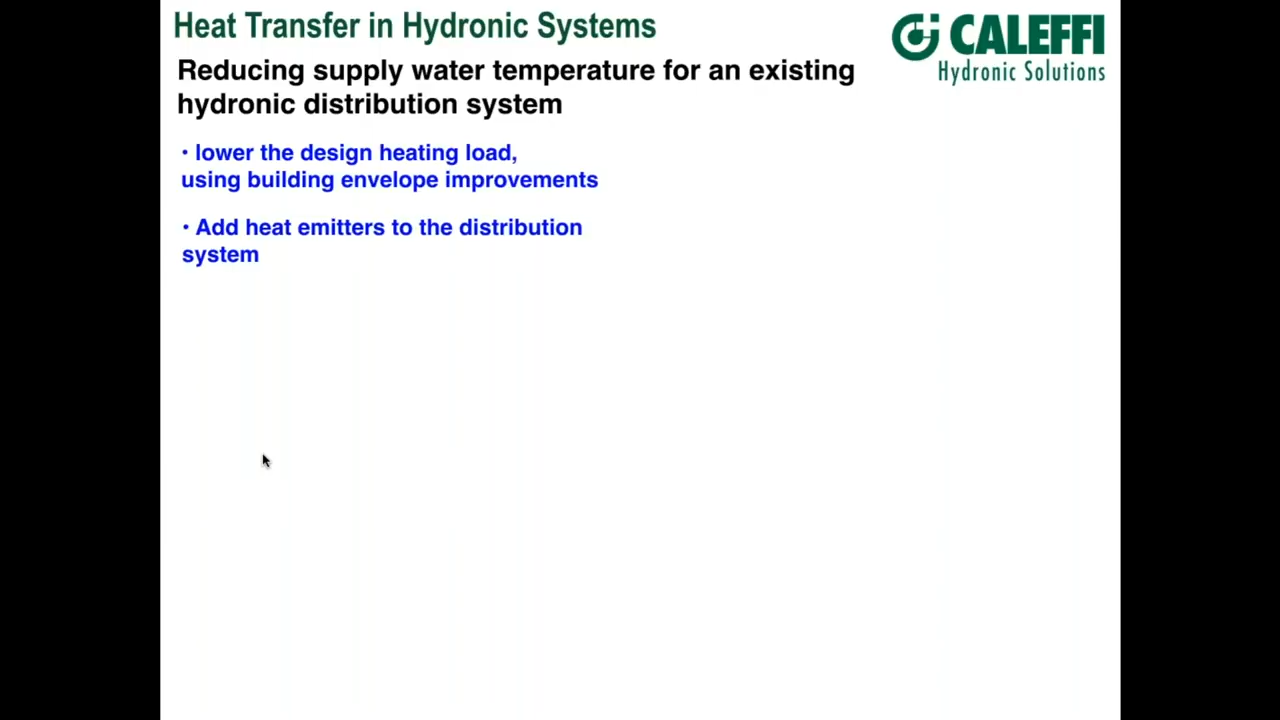 Heat Transfer in Hydronic Systems
CALEFFI
Hydronic Solutions
Reducing supply water temperature for an existing
hydronic distribution system
• lower the design heating load,
using building envelope improvements
• Add heat emitters to the distribution
system